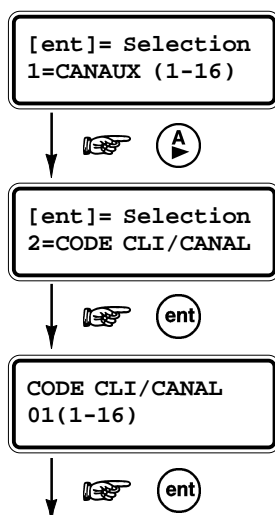 [ent]= Selection
1=CANAUX (1-16)
A
[ent]= Selection
2=CODE CLI/CANAL
ent
CODE CLI/CANAL
01(1-16)
ent